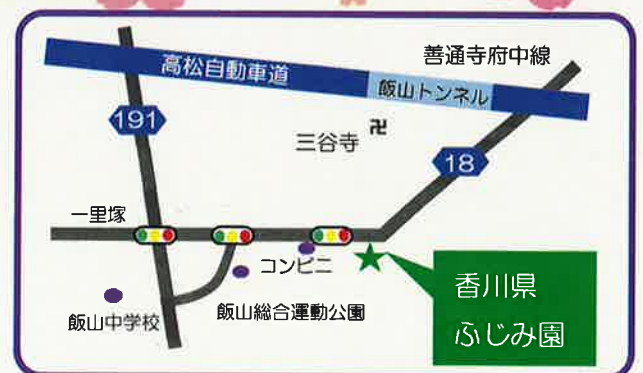 善通寺府中線
高松自動車道
飯山トンネル
191
三谷寺
卍
18
一里塚
コンビニ
飯山中学校
飯山総合運動公園
香川県
ふじみ園